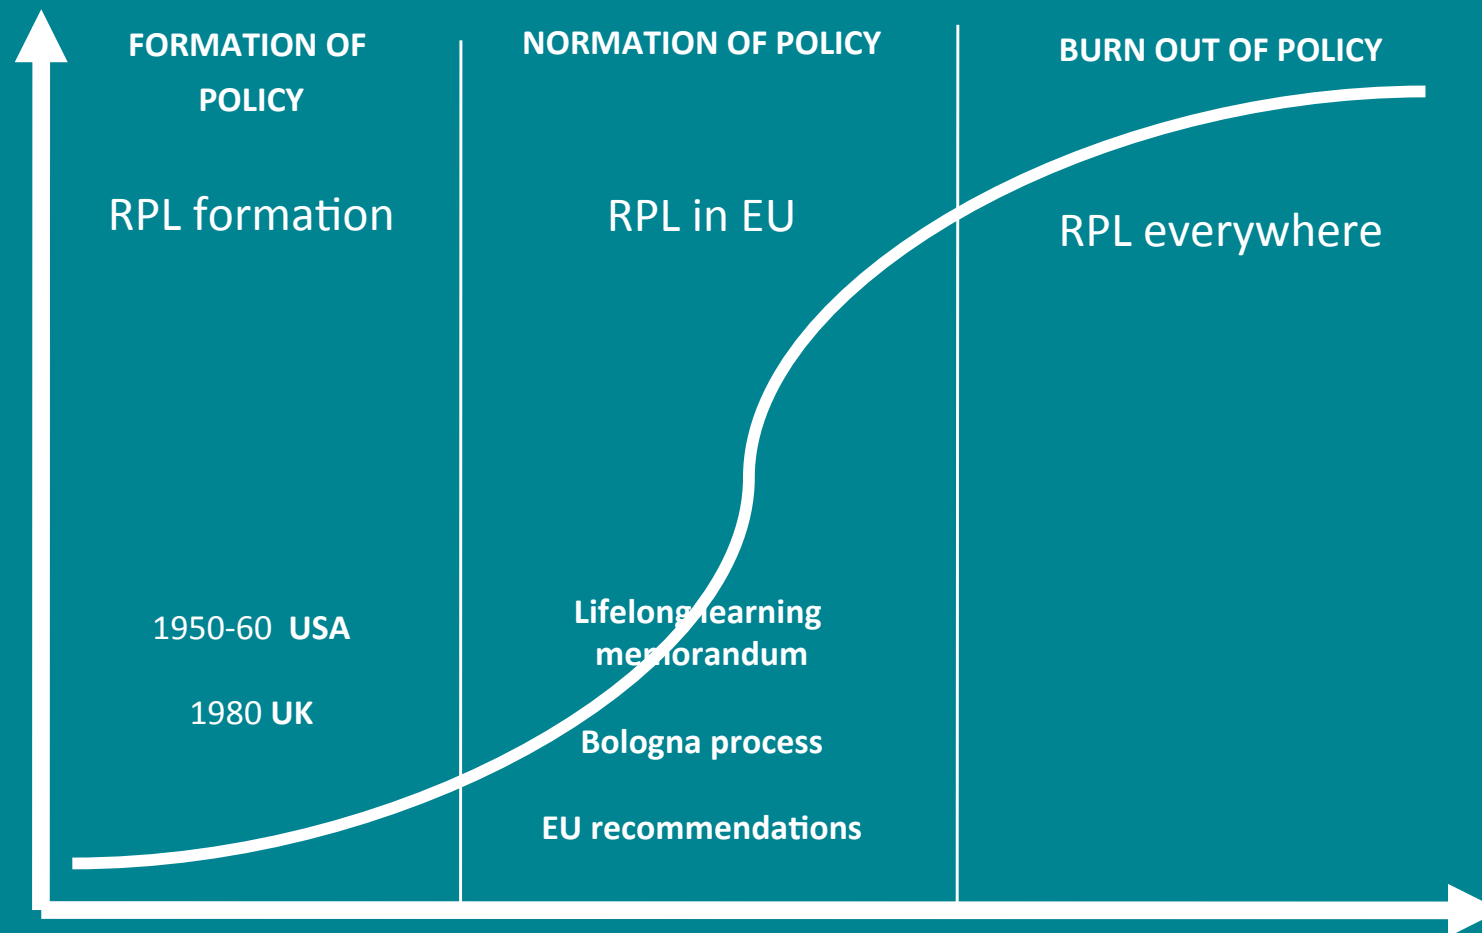 FORMATION OF
POLICY
RPL formation
1950-60 USA
1980 UK
NORMATION OF POLICY
RPL in EU
Lifelong learning
memorandum
Bologna process
EU recommendations
BURN OUT OF POLICY
RPL everywhere